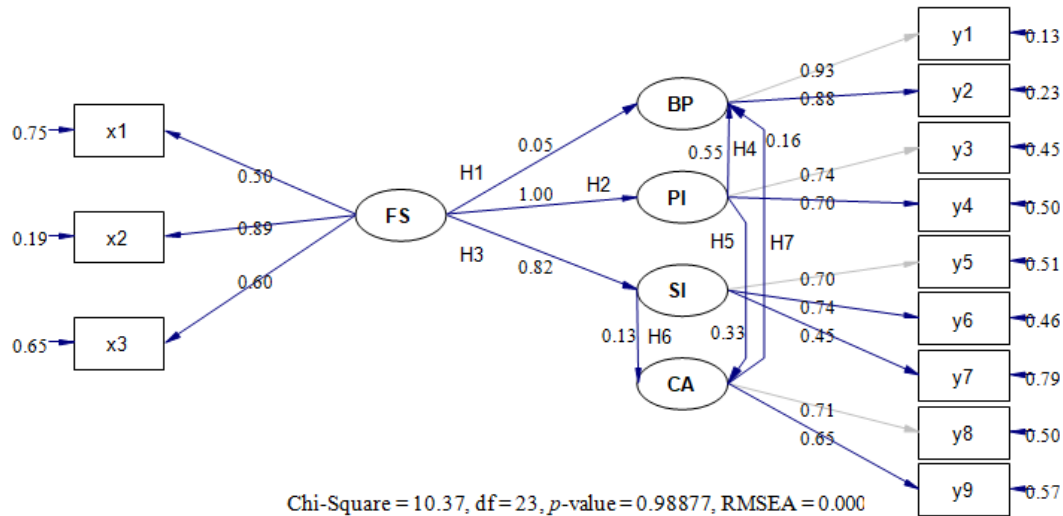 y1
0.13
0.93
BP
y2
0.23
0.88
0.75
x1
0.05
0.16
y3
0.45
0.50
H1
0.55
H4
0.74
1.00
H2
PI
y4
0.50
0.70
FS
0.19
x2
0.89
H3
H5
H7
y5
0.51
0.82
0.70
0.60
SI
0.74
y6
0.46
0.65
x3
0.13
H6
0.33
0.45
y7
0.79
CA
0.71
y8
0.50
0.65
y9
0.57
Chi-Square = 10.37, df = 23, p-value = 0.98877, RMSEA = 0.000